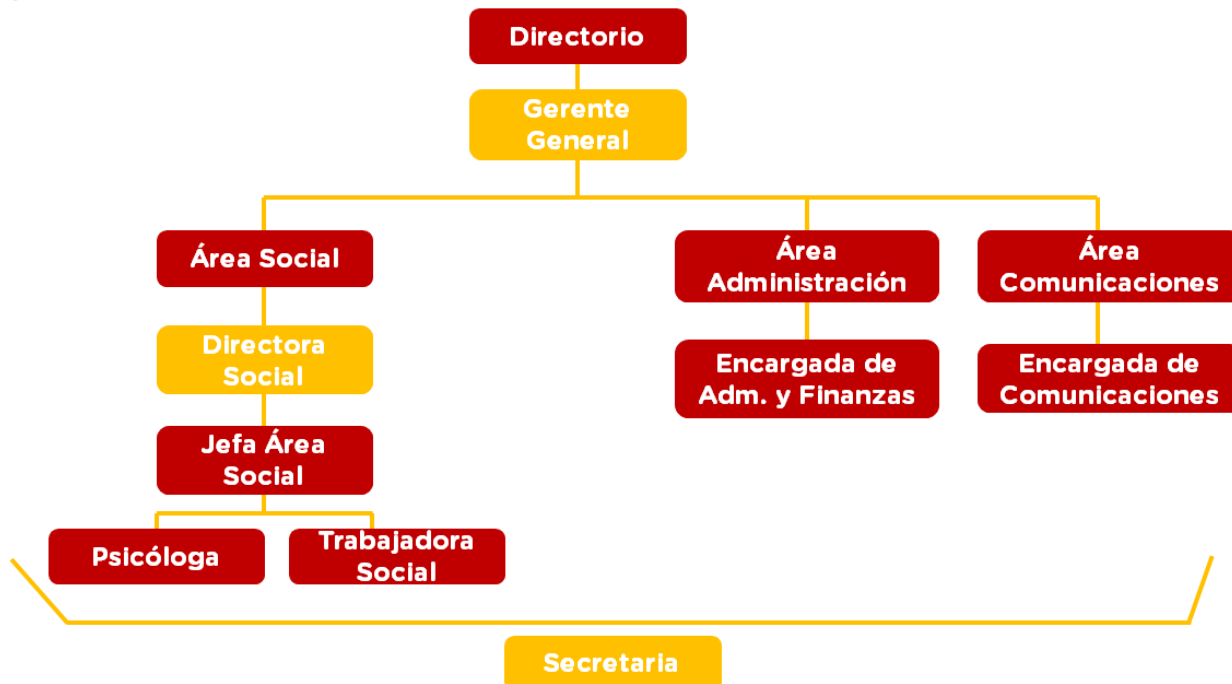 Directorio
Gerente
General
Área Social
Área
Administración
Área
Comunicaciones
Directora
Social
Encargada de
Adm. y Finanzas
Encargada de
Comunicaciones
Jefa Área
Social
Psicóloga
Trabajadora
Social
Secretaria